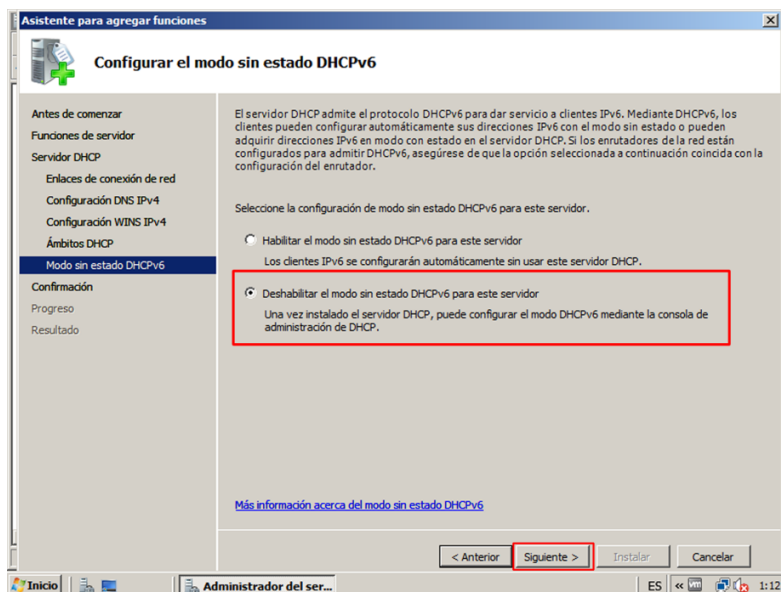 Asistente para agregar funciones
Configurar el modo sin estado DHCPv6
Antes de comenzar
Funciones de servidor
Servidor DHCP
Enlaces de conexión de red
Configuración DNS IPv4
Configuración WINS IPv4
Ámbitos DHCP
Modo sin estado DHCPv6
Confirmación
Progreso
Resultado
El servidor DHCP admite el protocolo DHCPv6 para dar servicio a clientes IPv6. Mediante DHCPv6, los
clientes pueden configurar automáticamente sus direcciones IPv6 con el modo sin estado o pueden
adquirir direcciones IPv6 en modo con estado en el servidor DHCP. Si los enrutadores de la red están
configurados para admitir DHCPv6, asegúrese de que la opción seleccionada a continuación coincida con la
configuración del enrutador.
Seleccione la configuración de modo sin estado DHCPv6 para este servidor.
Habilitar el modo sin estado DHCPv6 para este servidor
Los clientes IPv6 se configurarán automáticamente sin usar este servidor DHCP.
Deshabilitar el modo sin estado DHCPv6 para este servidor
Una vez instalado el servidor DHCP, puede configurar el modo DHCPv6 mediante la consola de
administración de DHCP.
Más información acerca del modo sin estado DHCPv6
< Anterior
Siguiente >
Instalar
Cancelar
Inicio
Administrador del ser...
ES
«
vm
1:12